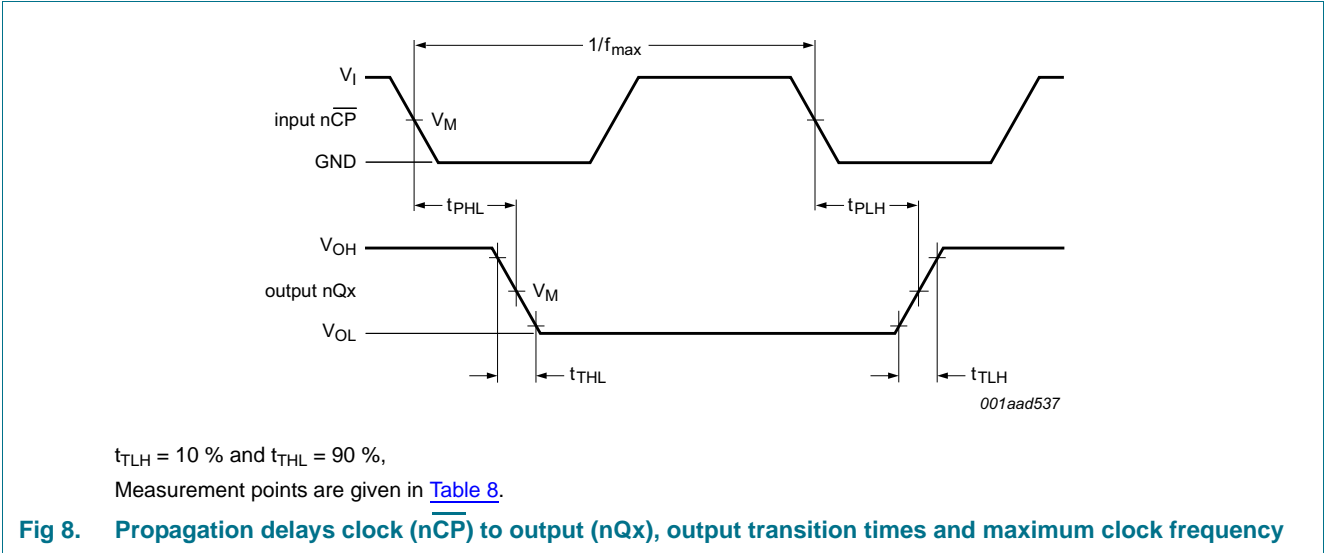 1/fmax
VI
input nC̅P̅
VM
GND
tPHL
tPLH
VOH
output nQx
VM
VOL
tTHL
tTLH
001aad537
tTLH = 10 % and tTHL = 90 %,
Measurement points are given in Table 8.
Fig 8. Propagation delays clock (nC̅P̅) to output (nQx), output transition times and maximum clock frequency